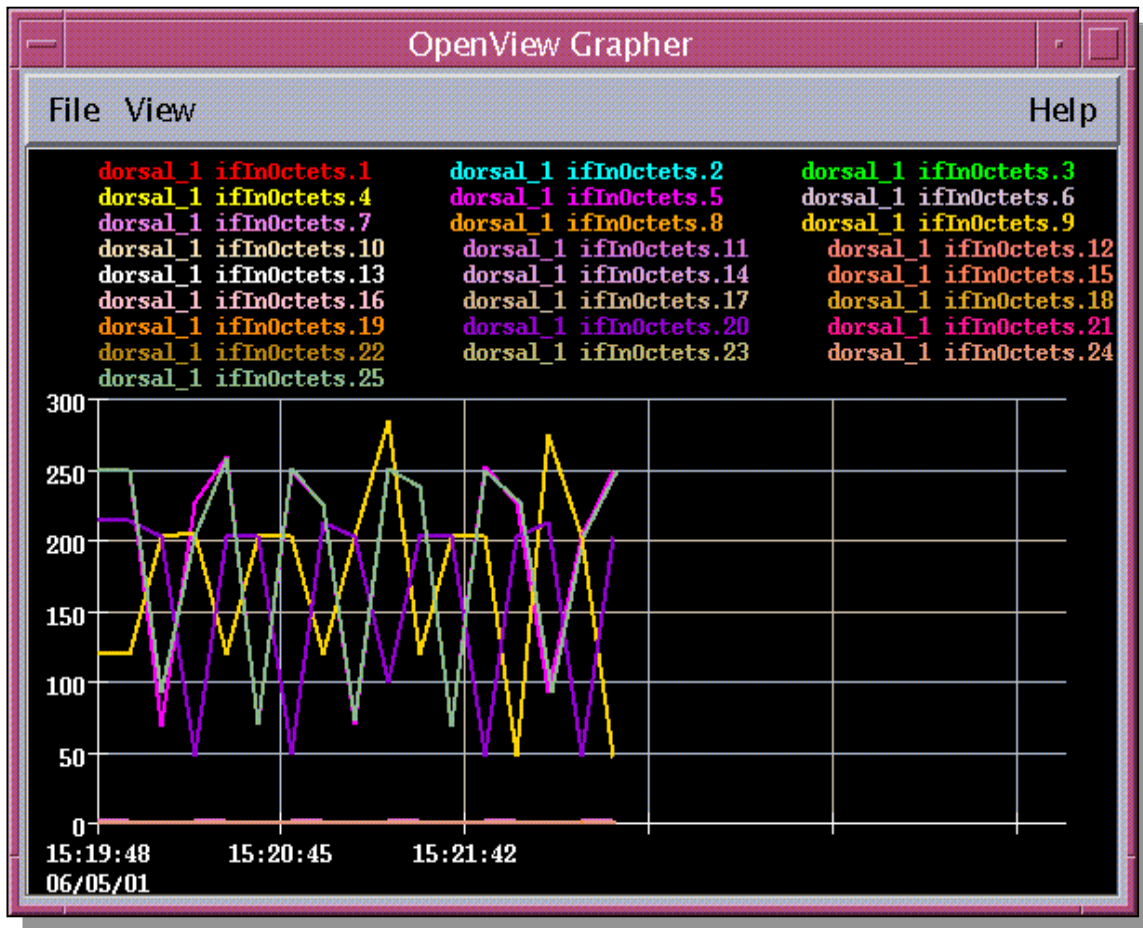 OpenView Grapher
File View Help
dorsal_1 ifInOctets.1 dorsal_1 ifInOctets.2 dorsal_1 ifInOctets.3
dorsal_1 ifInOctets.4 dorsal_1 ifInOctets.5 dorsal_1 ifInOctets.6
dorsal_1 ifInOctets.7 dorsal_1 ifInOctets.8 dorsal_1 ifInOctets.9
dorsal_1 ifInOctets.10 dorsal_1 ifInOctets.11 dorsal_1 ifInOctets.12
dorsal_1 ifInOctets.13 dorsal_1 ifInOctets.14 dorsal_1 ifInOctets.15
dorsal_1 ifInOctets.16 dorsal_1 ifInOctets.17 dorsal_1 ifInOctets.18
dorsal_1 ifInOctets.19 dorsal_1 ifInOctets.20 dorsal_1 ifInOctets.21
dorsal_1 ifInOctets.22 dorsal_1 ifInOctets.23 dorsal_1 ifInOctets.24
dorsal_1 ifInOctets.25
300
250
200
150
100
50
0
15:19:48 15:20:45 15:21:42
06/05/01